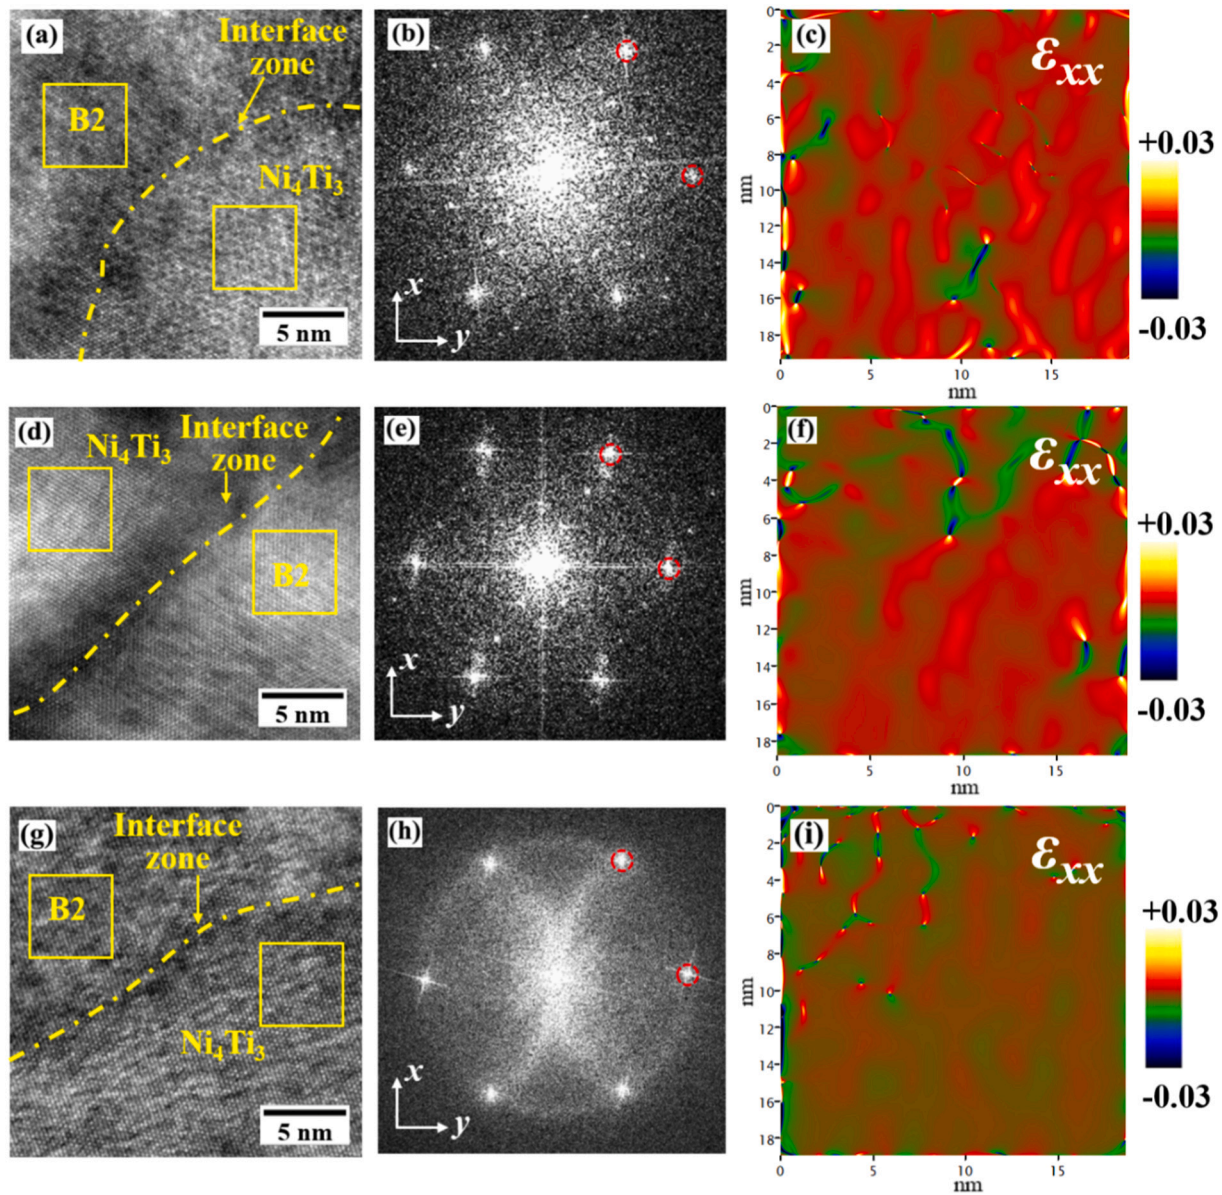 (a)
Interface
zone
B2
Ni₄Ti₃
5 nm
(b)
x
y
(c)
εxx
0
2
4
6
8
10
12
14
16
18
nm
0
5
10
15
nm
+0.03
-0.03
(d)
Ni₄Ti₃
Interface
zone
B2
5 nm
(e)
x
y
(f)
εxx
0
2
4
6
8
10
12
14
16
18
nm
0
5
10
15
nm
+0.03
-0.03
(g)
Interface
zone
B2
Ni₄Ti₃
5 nm
(h)
x
y
(i)
εxx
0
2
4
6
8
10
12
14
16
18
nm
0
5
10
15
nm
+0.03
-0.03